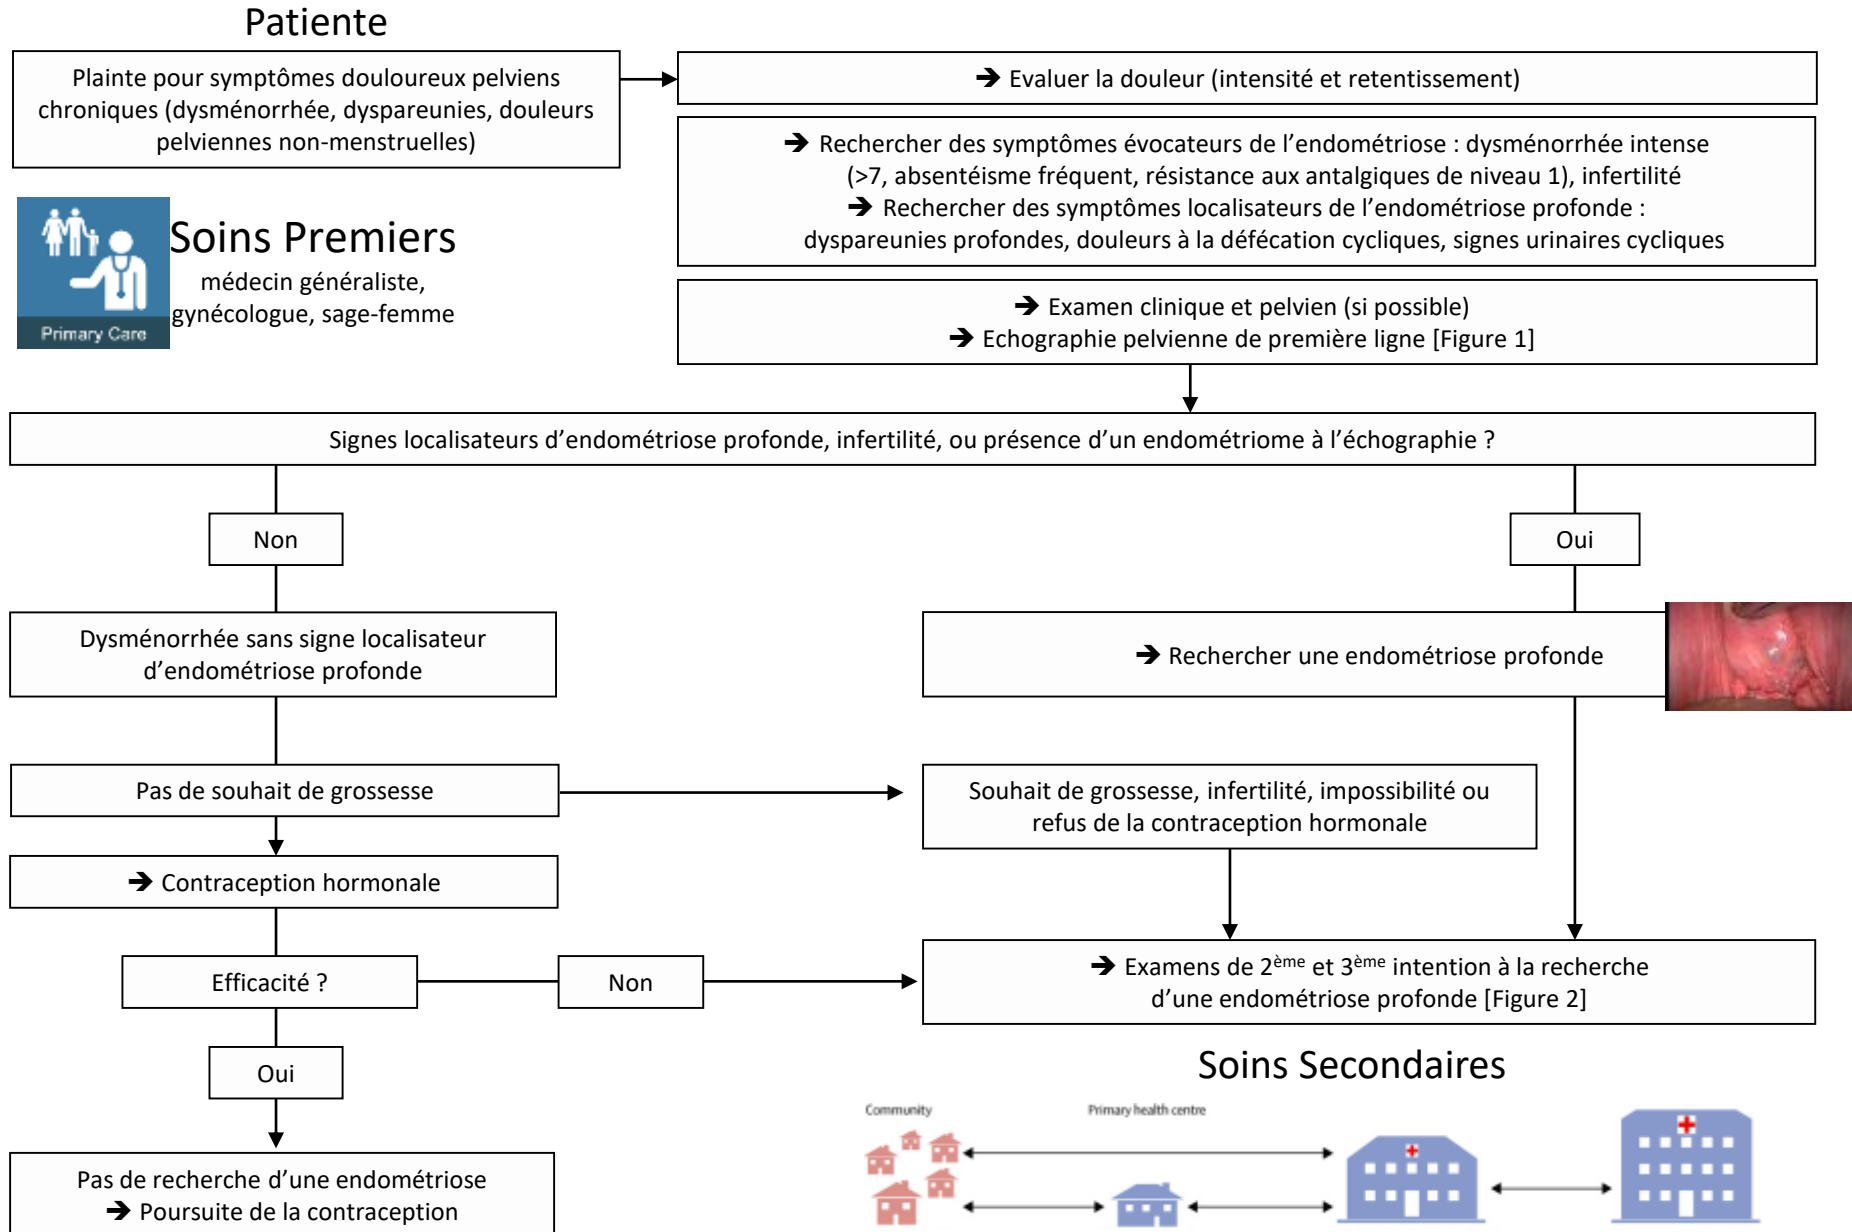 Patiente
Plainte pour symptômes douloureux pelviens
chroniques (dysménorrhée, dyspareunies, douleurs
pelviennes non-menstruelles)
➔ Evaluer la douleur (intensité et retentissement)
➔ Rechercher des symptômes évocateurs de l’endométriose : dysménorrhée intense
(>7, absentéisme fréquent, résistance aux antalgiques de niveau 1), infertilité
➔ Rechercher des symptômes localisateurs de l’endométriose profonde :
dyspareunies profondes, douleurs à la défécation cycliques, signes urinaires cycliques
Primary Care
Soins Premiers
médecin généraliste,
gynécologue, sage-femme
➔ Examen clinique et pelvien (si possible)
➔ Echographie pelvienne de première ligne [Figure 1]
Signes localisateurs d’endométriose profonde, infertilité, ou présence d’un endométriome à l’échographie ?
Non
Oui
Dysménorrhée sans signe localisateur
d’endométriose profonde
➔ Rechercher une endométriose profonde
Pas de souhait de grossesse
Souhait de grossesse, infertilité, impossibilité ou
refus de la contraception hormonale
➔ Contraception hormonale
Efficacité ?
Non
➔ Examens de 2ème et 3ème intention à la recherche
d’une endométriose profonde [Figure 2]
Oui
Soins Secondaires
Community
Primary health centre
Pas de recherche d’une endométriose
➔ Poursuite de la contraception